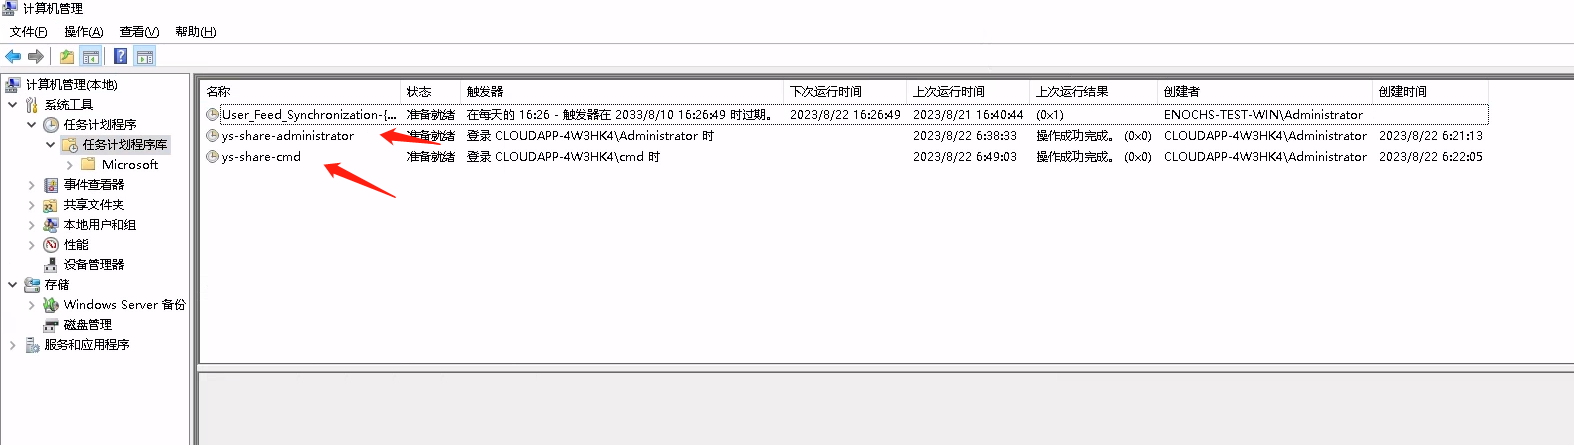 计算机管理
文件(F) 操作(A) 查看(V) 帮助(H)
计算机管理(本地)
系统工具
任务计划程序
任务计划程序库
Microsoft
事件查看器
共享文件夹
本地用户和组
性能
设备管理器
存储
Windows Server 备份
磁盘管理
服务和应用程序
名称 状态 触发器 下次运行时间 上次运行时间 上次运行结果 创建者 创建时间
User_Feed_Synchronization-{... 准备就绪 在每天的 16:26 - 触发器在 2033/8/10 16:26:49 时过期。 2023/8/22 16:26:49 2023/8/21 16:40:44 (0x1) ENOCHS-TEST-WIN\Administrator
ys-share-administrator 准备就绪 登录 CLOUDAPP-4W3HK4\Administrator 时 2023/8/22 6:38:33 操作成功完成。 (0x0) CLOUDAPP-4W3HK4\Administrator 2023/8/22 6:21:13
ys-share-cmd 准备就绪 登录 CLOUDAPP-4W3HK4\cmd 时 2023/8/22 6:49:03 操作成功完成。 (0x0) CLOUDAPP-4W3HK4\Administrator 2023/8/22 6:22:05